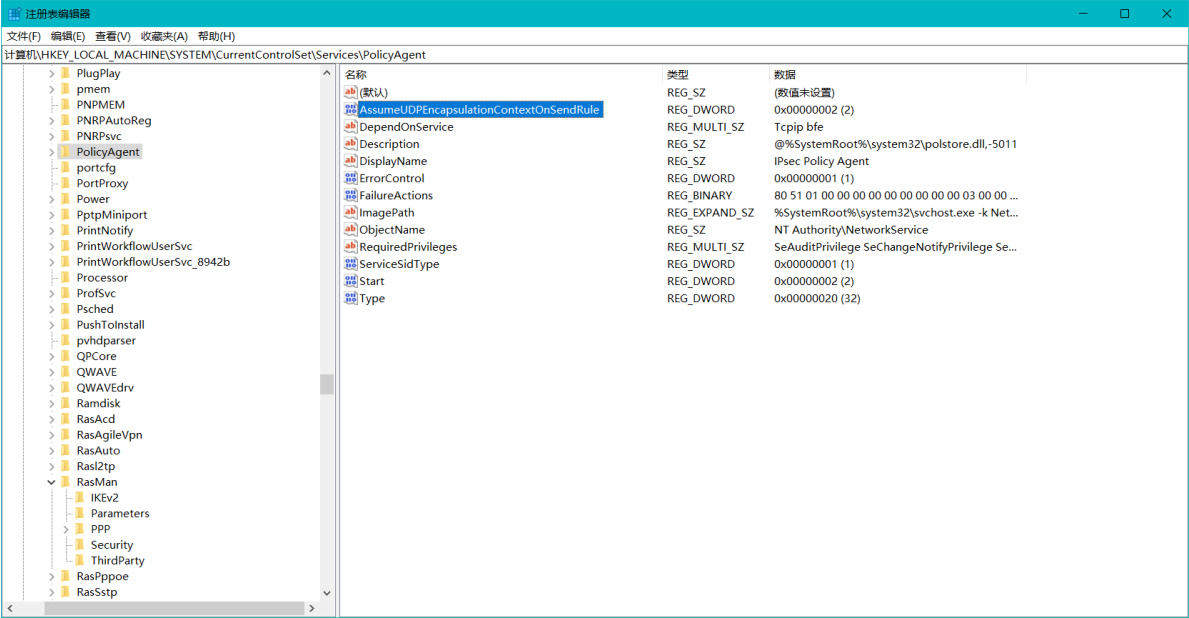 注册表编辑器
文件(F) 编辑(E) 查看(V) 收藏夹(A) 帮助(H)
计算机\HKEY_LOCAL_MACHINE\SYSTEM\CurrentControlSet\Services\PolicyAgent
PlugPlay
pmem
PNPMEM
PNRPAutoReg
PNRPsvc
PolicyAgent
portcfg
PortProxy
Power
PptpMiniport
PrintNotify
PrintWorkflowUserSvc
PrintWorkflowUserSvc_8942b
Processor
ProfSvc
Psched
PushToInstall
pvhdparser
QPCore
QWAVE
QWAVEdrv
Ramdisk
RasAcd
RasAgileVpn
RasAuto
Rasl2tp
RasMan
IKEv2
Parameters
PPP
Security
ThirdParty
RasPppoe
RasSstp
名称 类型 数据
(默认) REG_SZ (数值未设置)
AssumeUDPEncapsulationContextOnSendRule REG_DWORD 0x00000002 (2)
DependOnService REG_MULTI_SZ Tcpip bfe
Description REG_SZ @%SystemRoot%\system32\polstore.dll,-5011
DisplayName REG_SZ IPsec Policy Agent
ErrorControl REG_DWORD 0x00000001 (1)
FailureActions REG_BINARY 80 51 01 00 00 00 00 00 00 00 00 00 03 00 00 ...
ImagePath REG_EXPAND_SZ %SystemRoot%\system32\svchost.exe -k Net...
ObjectName REG_SZ NT Authority\NetworkService
RequiredPrivileges REG_MULTI_SZ SeAuditPrivilege SeChangeNotifyPrivilege Se...
ServiceSidType REG_DWORD 0x00000001 (1)
Start REG_DWORD 0x00000002 (2)
Type REG_DWORD 0x00000020 (32)